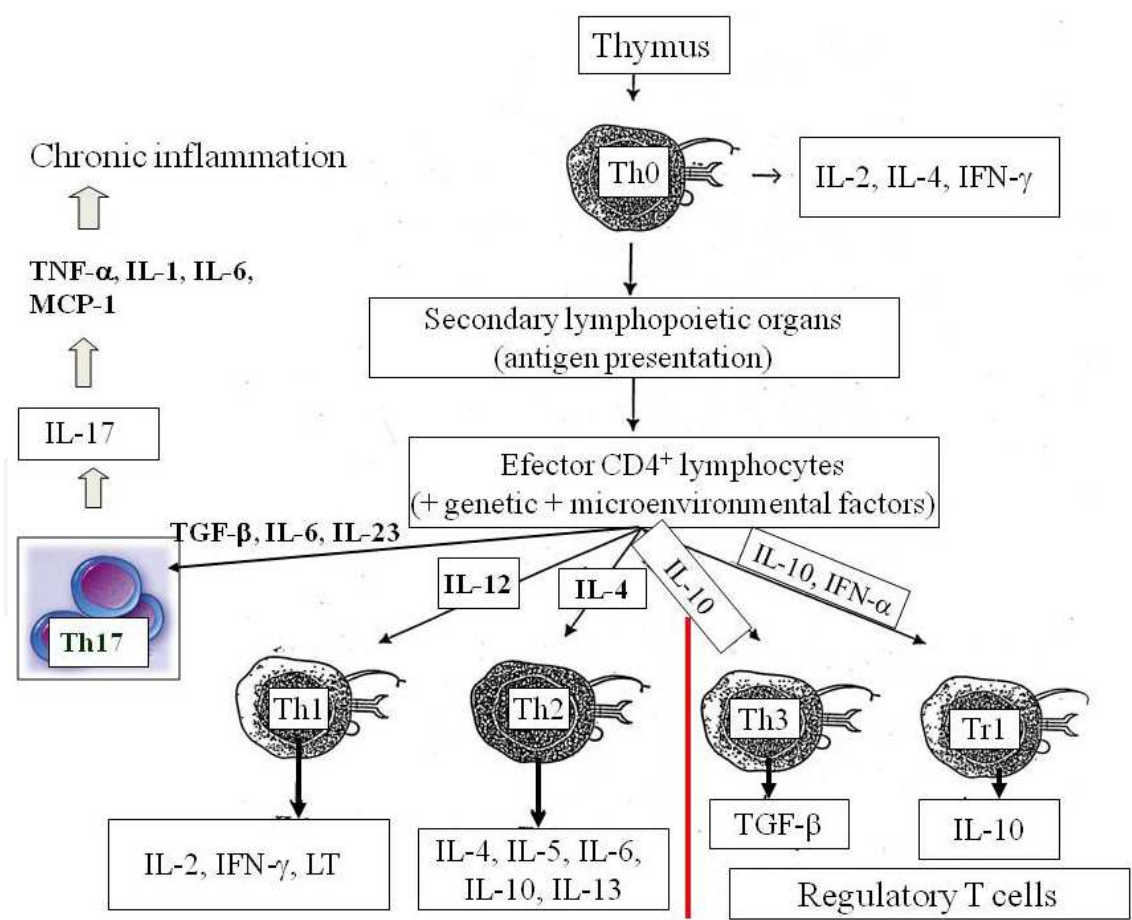 Thymus
Th0
IL-2, IL-4, IFN-γ
Chronic inflammation
TNF-α, IL-1, IL-6,
MCP-1
Secondary lymphopoietic organs
(antigen presentation)
IL-17
Efector CD4⁺ lymphocytes
(+ genetic + microenvironmental factors)
TGF-β, IL-6, IL-23
IL-12
IL-4
IL-10
IL-10, IFN-α
Th17
Th1
Th2
Th3
Tr1
IL-2, IFN-γ, LT
IL-4, IL-5, IL-6,
IL-10, IL-13
TGF-β
IL-10
Regulatory T cells